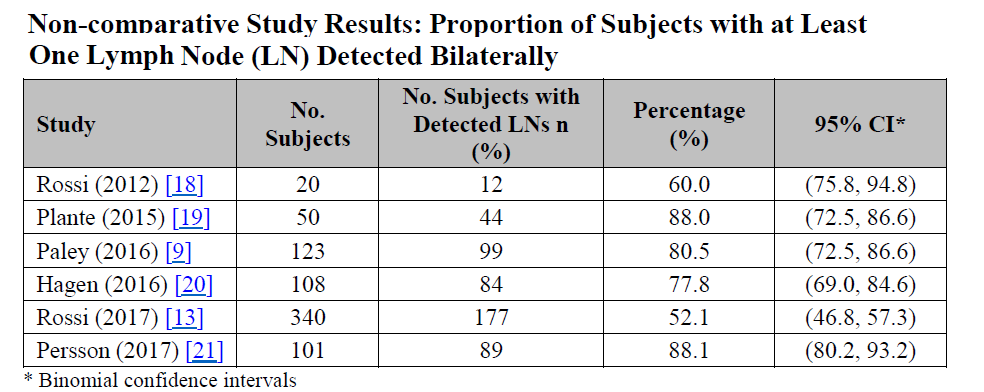 Non-comparative Study Results: Proportion of Subjects with at Least
One Lymph Node (LN) Detected Bilaterally
Study No. Subjects No. Subjects with Detected LNs n (%) Percentage (%) 95% CI*
Rossi (2012) [18] 20 12 60.0 (75.8, 94.8)
Plante (2015) [19] 50 44 88.0 (72.5, 86.6)
Paley (2016) [9] 123 99 80.5 (72.5, 86.6)
Hagen (2016) [20] 108 84 77.8 (69.0, 84.6)
Rossi (2017) [13] 340 177 52.1 (46.8, 57.3)
Persson (2017) [21] 101 89 88.1 (80.2, 93.2)
* Binomial confidence intervals